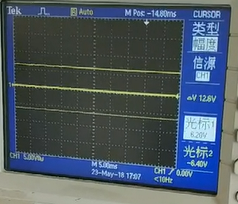 Tek Auto M Pos: -14.80ms CURSOR
类型
幅度
信源
CH1
ΔV 12.6V
光标1
6.20V
光标2
-6.40V
CH1 5.00V M 5.00ms CH1 / 0.00V
23-May-18 17:07 <10Hz